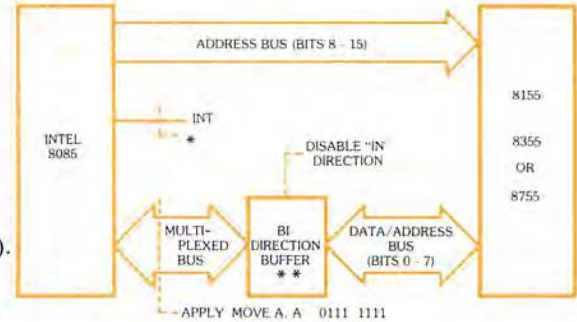 ADDRESS BUS (BITS 8 - 15)
INT
*
INTEL
8085
8155
8355
OR
8755
DISABLE "IN
DIRECTION
MULTI-
PLEXED
BUS
BI
DIRECTION
BUFFER
* *
DATA/ADDRESS
BUS
(BITS 0 - 7)
).
APPLY MOVE A. A 0111 1111